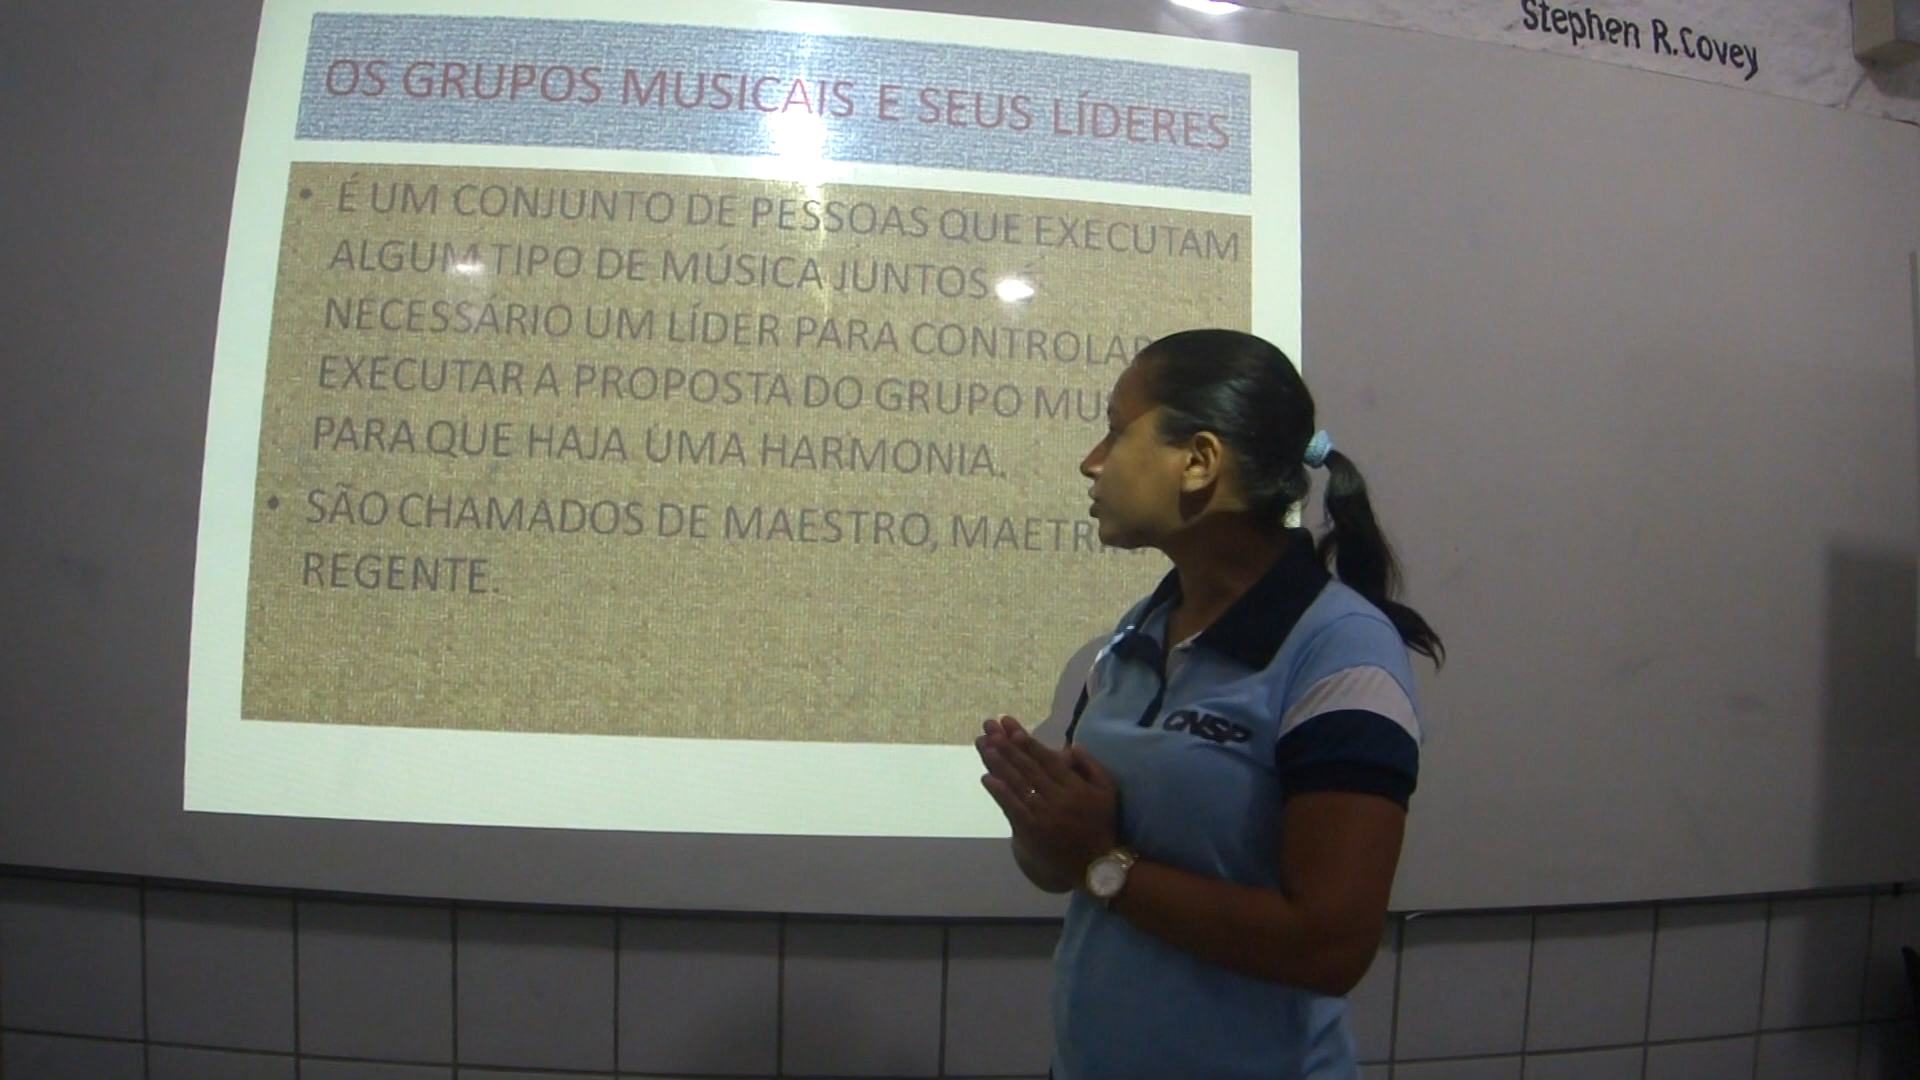 Stephen R. Covey
OS GRUPOS MUSICAIS E SEUS LÍDERES
• É UM CONJUNTO DE PESSOAS QUE EXECUTAM
ALGUM TIPO DE MÚSICA JUNTOS. É
NECESSÁRIO UM LÍDER PARA CONTROLAR
EXECUTAR A PROPOSTA DO GRUPO
PARA QUE HAJA UMA HARMONIA.
• SÃO CHAMADOS DE MAESTRO,
REGENTE.
CNSP